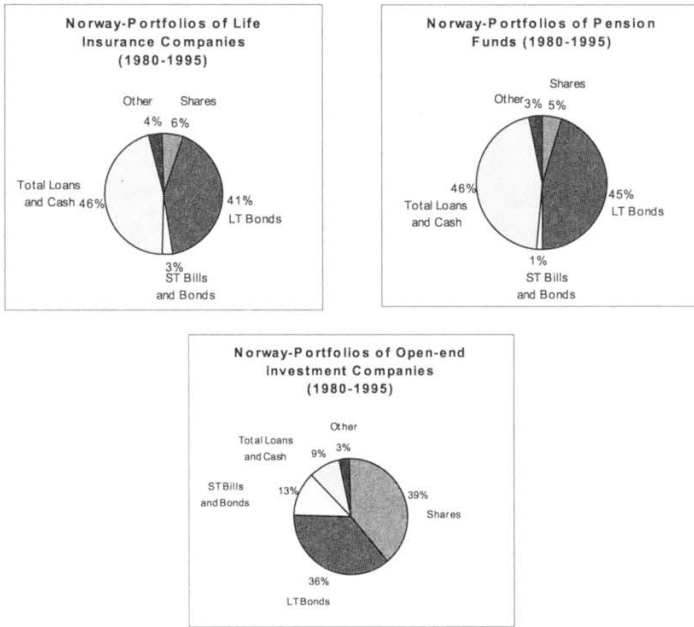 Norway-Portfolios of Life
Insurance Companies
(1980-1995)
Other
Shares
4%
6%
Total Loans
and Cash
46%
41%
LT Bonds
3%
ST Bills
and Bonds
Norway-Portfolios of Pension
Funds (1980-1995)
Shares
Other
3%
5%
46%
Total Loans
and Cash
45%
LT Bonds
1%
ST Bills
and Bonds
Norway-Portfolios of Open-end
investment Companies
(1980-1995)
Other
Total Loans
and Cash
9%
3%
ST Bills
and Bonds
13%
39%
Shares
36%
LT Bonds